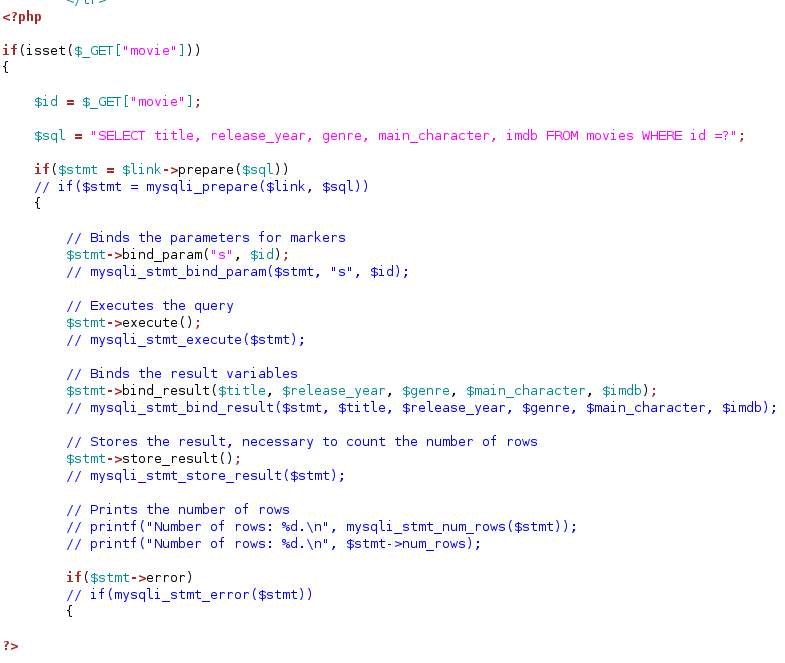 </tr>
<?php
if(isset($_GET["movie"]))
{
$id = $_GET["movie"];
$sql = "SELECT title, release_year, genre, main_character, imdb FROM movies WHERE id =?";
if($stmt = $link->prepare($sql))
// if($stmt = mysqli_prepare($link, $sql))
{
// Binds the parameters for markers
$stmt->bind_param("s", $id);
// mysqli_stmt_bind_param($stmt, "s", $id);
// Executes the query
$stmt->execute();
// mysqli_stmt_execute($stmt);
// Binds the result variables
$stmt->bind_result($title, $release_year, $genre, $main_character, $imdb);
// mysqli_stmt_bind_result($stmt, $title, $release_year, $genre, $main_character, $imdb);
// Stores the result, necessary to count the number of rows
$stmt->store_result();
// mysqli_stmt_store_result($stmt);
// Prints the number of rows
// printf("Number of rows: %d.\n", mysqli_stmt_num_rows($stmt));
// printf("Number of rows: %d.\n", $stmt->num_rows);
if($stmt->error)
// if(mysqli_stmt_error($stmt))
{
?>